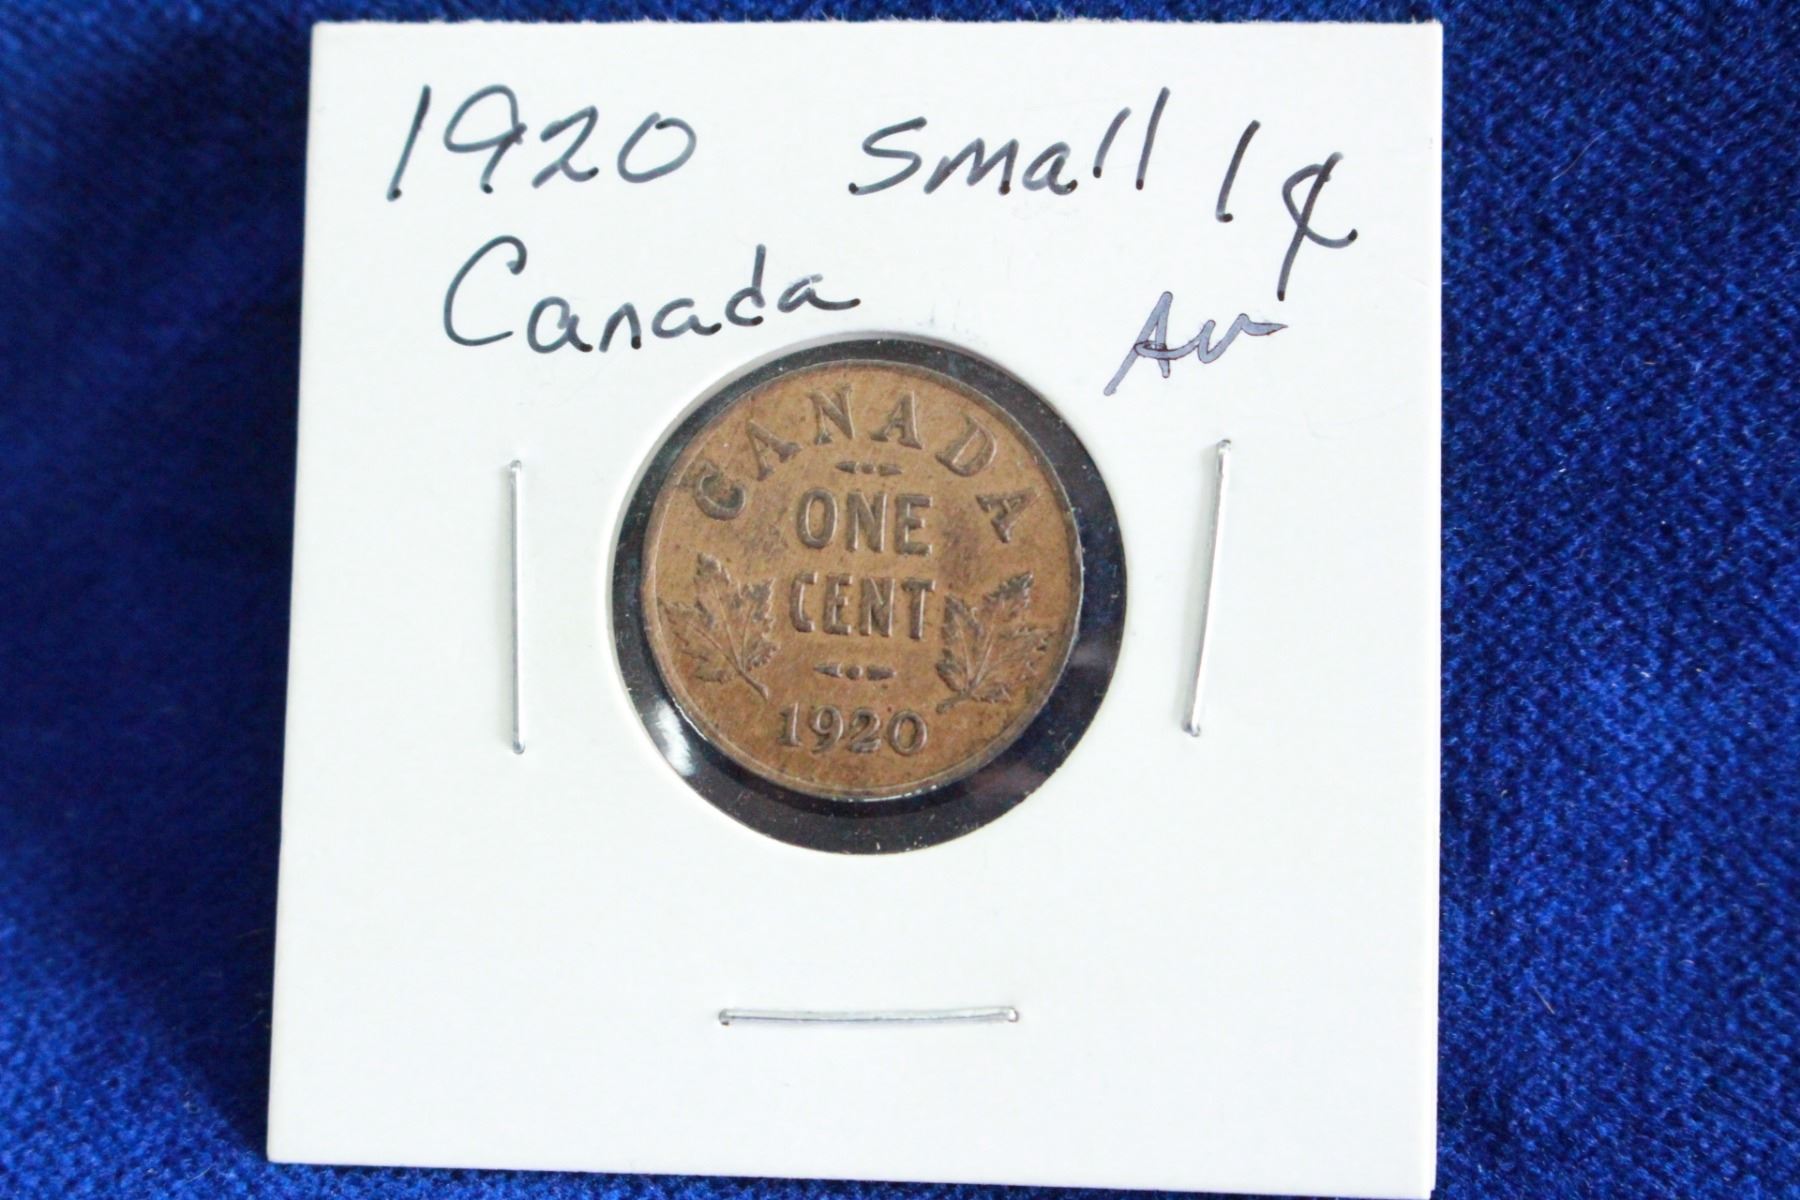 1920 Small 1¢
Canada Au
CANADA
ONE
CENT
1920